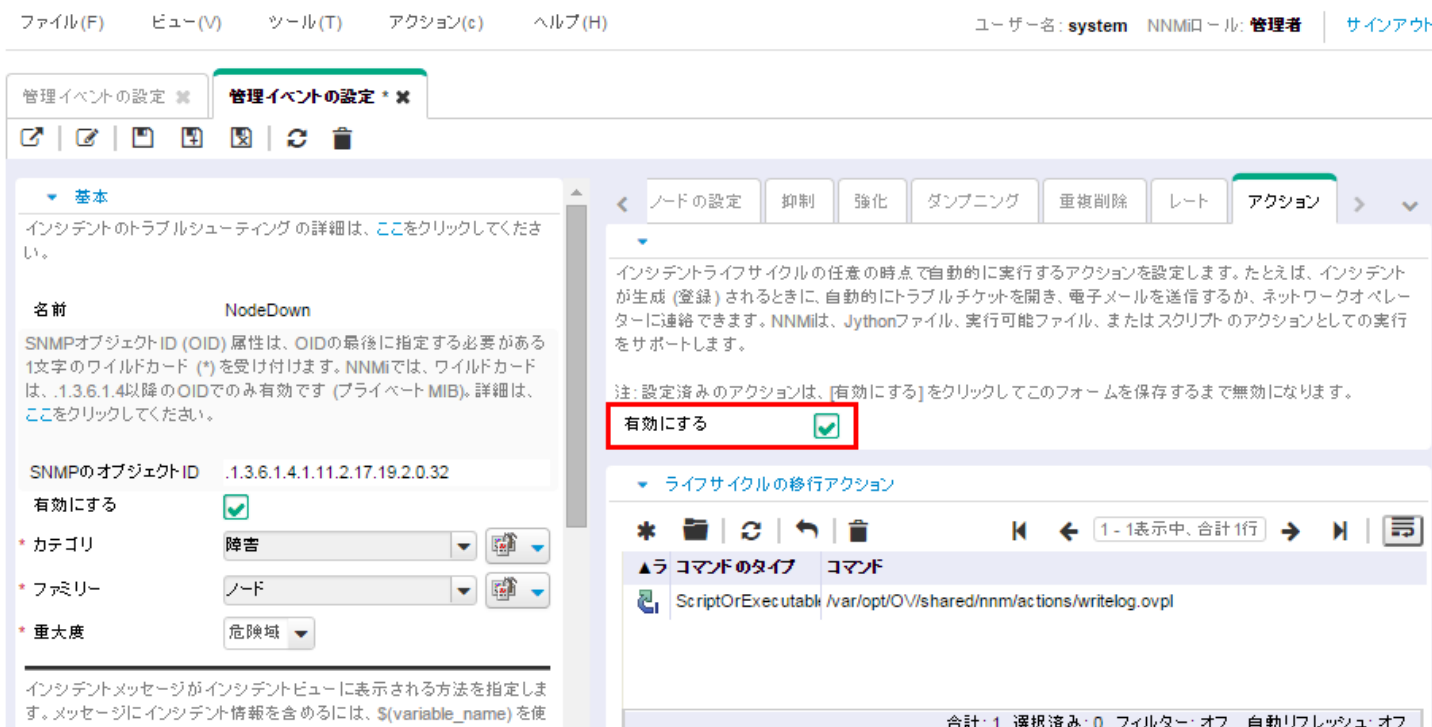 ファイル(F) ビュー(V) ツール(T) アクション(c) ヘルプ(H) ユーザー名: system NNMiロール: 管理者 サインアウト
管理イベントの設定 管理イベントの設定 *
基本
インシデントのトラブルシューティング の詳細は、ここをクリックしてくださ
い。
名前 NodeDown
SNMPオブジェクトID (OID) 属性は、OIDの最後に指定する必要がある
1文字のワイルドカード (*) を受け付けます。NNMiでは、ワイルドカード
は、.1.3.6.1.4以降のOIDでのみ有効です (プライベートMIB)。詳細は、
ここをクリックしてください。
SNMPのオブジェクトID .1.3.6.1.4.1.11.2.17.19.2.0.32
有効にする
* カテゴリ 障害
* ファミリー ノード
* 重大度 危険域
インシデントメッセージがインシデントビューに表示される方法を指定しま
す。メッセージにインシデント情報を含めるには、$(variable_name) を使
ノードの設定 抑制 強化 ダンプニング 重複削除 レート アクション
インシデントライフサイクルの任意の時点で自動的に実行するアクションを設定します。たとえば、インシデント
が生成 (登録) されるときに、自動的にトラブルチケットを開き、電子メールを送信するか、ネットワークオペレー
ターに連絡できます。NNMiは、Jythonファイル、実行可能ファイル、またはスクリプトのアクションとしての実行
をサポートします。
注: 設定済みのアクションは、[有効にする] をクリックしてこのフォームを保存するまで無効になります。
有効にする
ライフサイクルの移行アクション
1 - 1表示中、合計1行
▲ラ コマンドのタイプ コマンド
ScriptOrExecutable /var/opt/OV/shared/nnm/actions/writelog.ovpl
合計: 1 選択済み: 0 フィルター: オフ 自動リフレッシュ: オフ